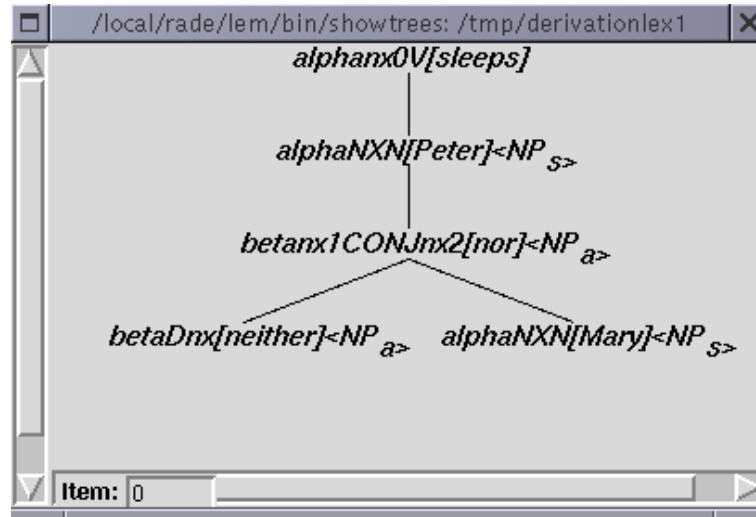 /local/rade/lem/bin/showtrees: /tmp/derivationlex1
alphanx0V[sleeps]
alphaNXN[Peter]<NP s>
betanx1CONJnx2[nor]<NP a>
betaDnx[neither]<NP a> alphaNXN[Mary]<NP s>
Item: 0